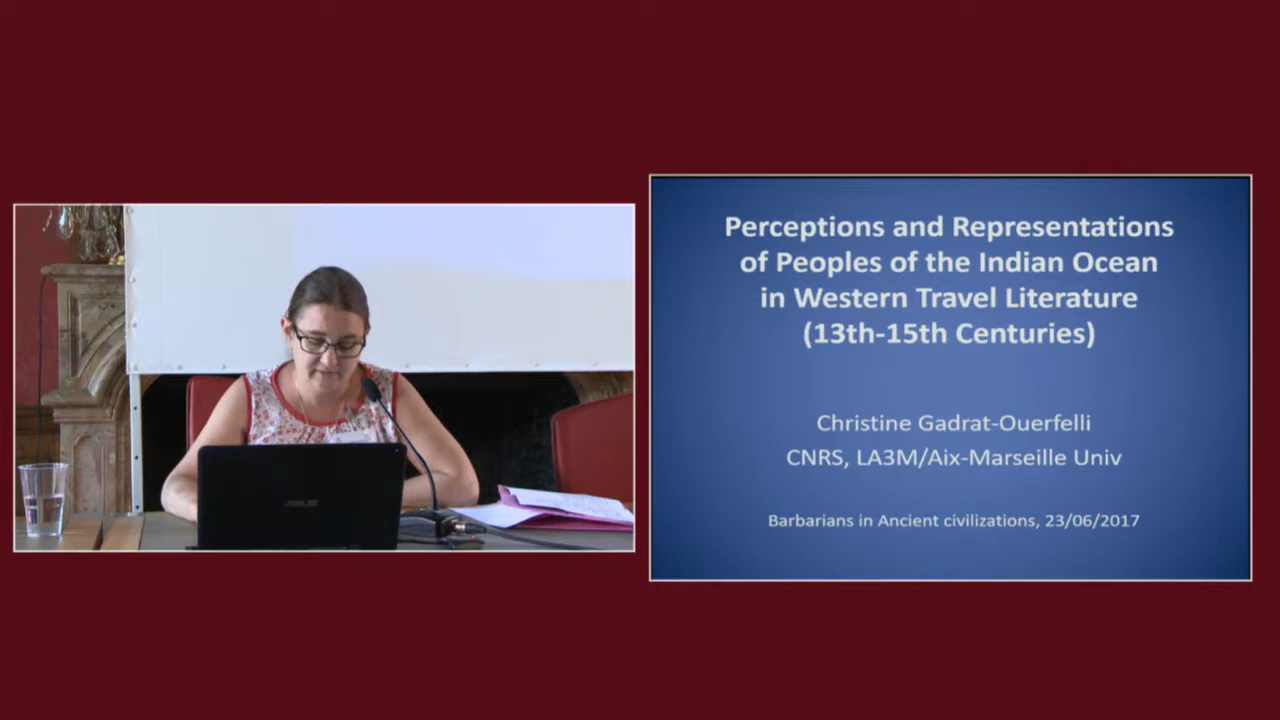 Perceptions and Representations
of Peoples of the Indian Ocean
in Western Travel Literature
(13th-15th Centuries)
Christine Gadrat-Ouerfelli
CNRS, LA3M/Aix-Marseille Univ
Barbarians in Ancient civilizations, 23/06/2017
ASUS